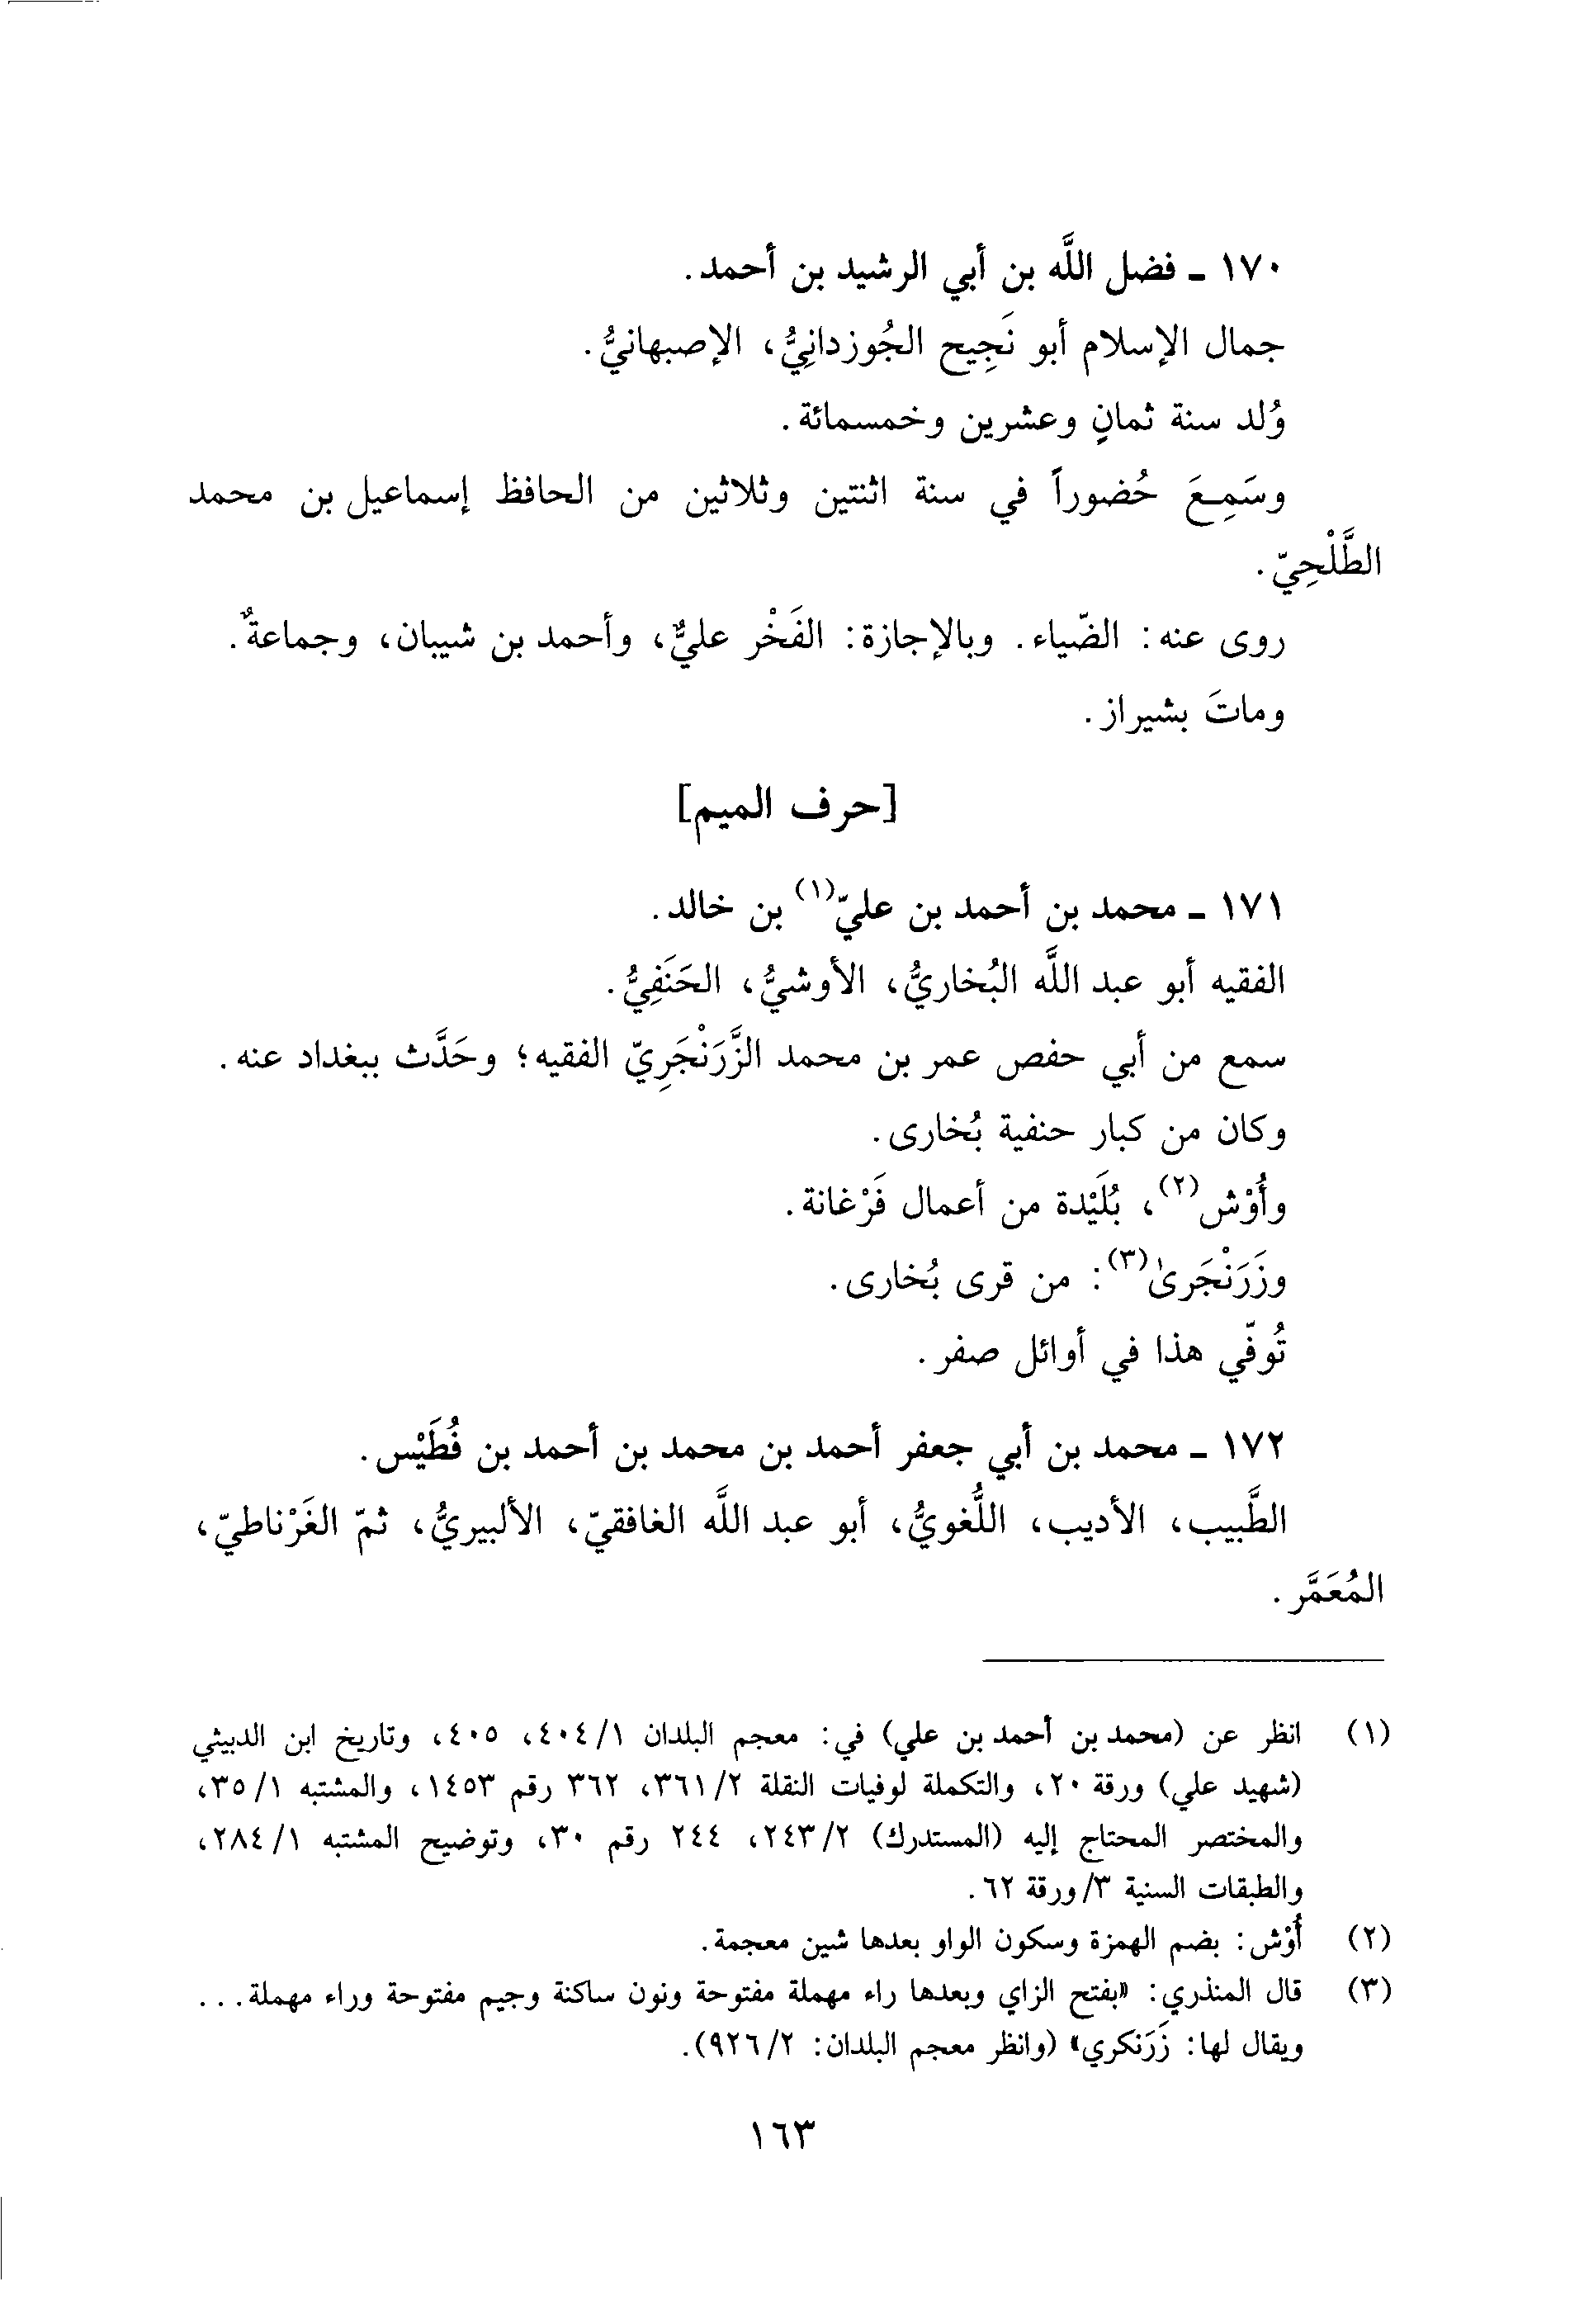 ١٧٠ ـ فضل اللَّه بن أبي الرشيد بن أحمد.
جمال الإسلام أبو نَجِيح الجُوزدانِيُّ، الإصبهانيُّ.
وُلد سنة ثمانٍ وعشرين وخمسمائة.
وسَمِعَ حُضوراً في سنة اثنتين وثلاثين من الحافظ إسماعيل بن محمد
الطَّلْحِيّ.
روى عنه: الضّياء. وبالإجازة: الفَخْر عليٌّ، وأحمد بن شيبان، وجماعةٌ.
وماتَ بشيراز.
[حرف الميم]
١٧١ ـ محمد بن أحمد بن عليّ(١) بن خالد.
الفقيه أبو عبد اللَّه البُخاريُّ، الأوشيُّ، الحَنَفِيُّ.
سمع من أبي حفص عمر بن محمد الزَّرَنْجَرِيّ الفقيه؛ وحَدَّث ببغداد عنه.
وكان من كبار حنفية بُخارى.
وأُوْش(٢)، بُلَيْدة من أعمال فَرْغانة.
وزَرَنْجَرىٰ(٣): من قرى بُخارى.
تُوفّي هذا في أوائل صفر.
١٧٢ ـ محمد بن أبي جعفر أحمد بن محمد بن أحمد بن فُطَيْس.
الطَّبيب، الأديب، اللُّغويُّ، أبو عبد اللَّه الغافقيّ، الألبيريُّ، ثمّ الغَرْناطيّ،
المُعَمَّر.
(١) انظر عن (محمد بن أحمد بن علي) في: معجم البلدان ١/ ٤٠٤، ٤٠٥، وتاريخ ابن الدبيثي
(شهيد علي) ورقة ٢٠، والتكملة لوفيات النقلة ٢/ ٣٦١، ٣٦٢ رقم ١٤٥٣، والمشتبه ١/ ٣٥،
والمختصر المحتاج إليه (المستدرك) ٢/ ٢٤٣، ٢٤٤ رقم ٣٠، وتوضيح المشتبه ١/ ٢٨٤،
والطبقات السنية ٣/ ورقة ٦٢.
(٢) أُوْش: بضم الهمزة وسكون الواو بعدها شين معجمة.
(٣) قال المنذري: «بفتح الزاي وبعدها راء مهملة مفتوحة ونون ساكنة وجيم مفتوحة وراء مهملة...
ويقال لها: زَرَنكري» (وانظر معجم البلدان: ٢/ ٩٢٦).
١٦٣